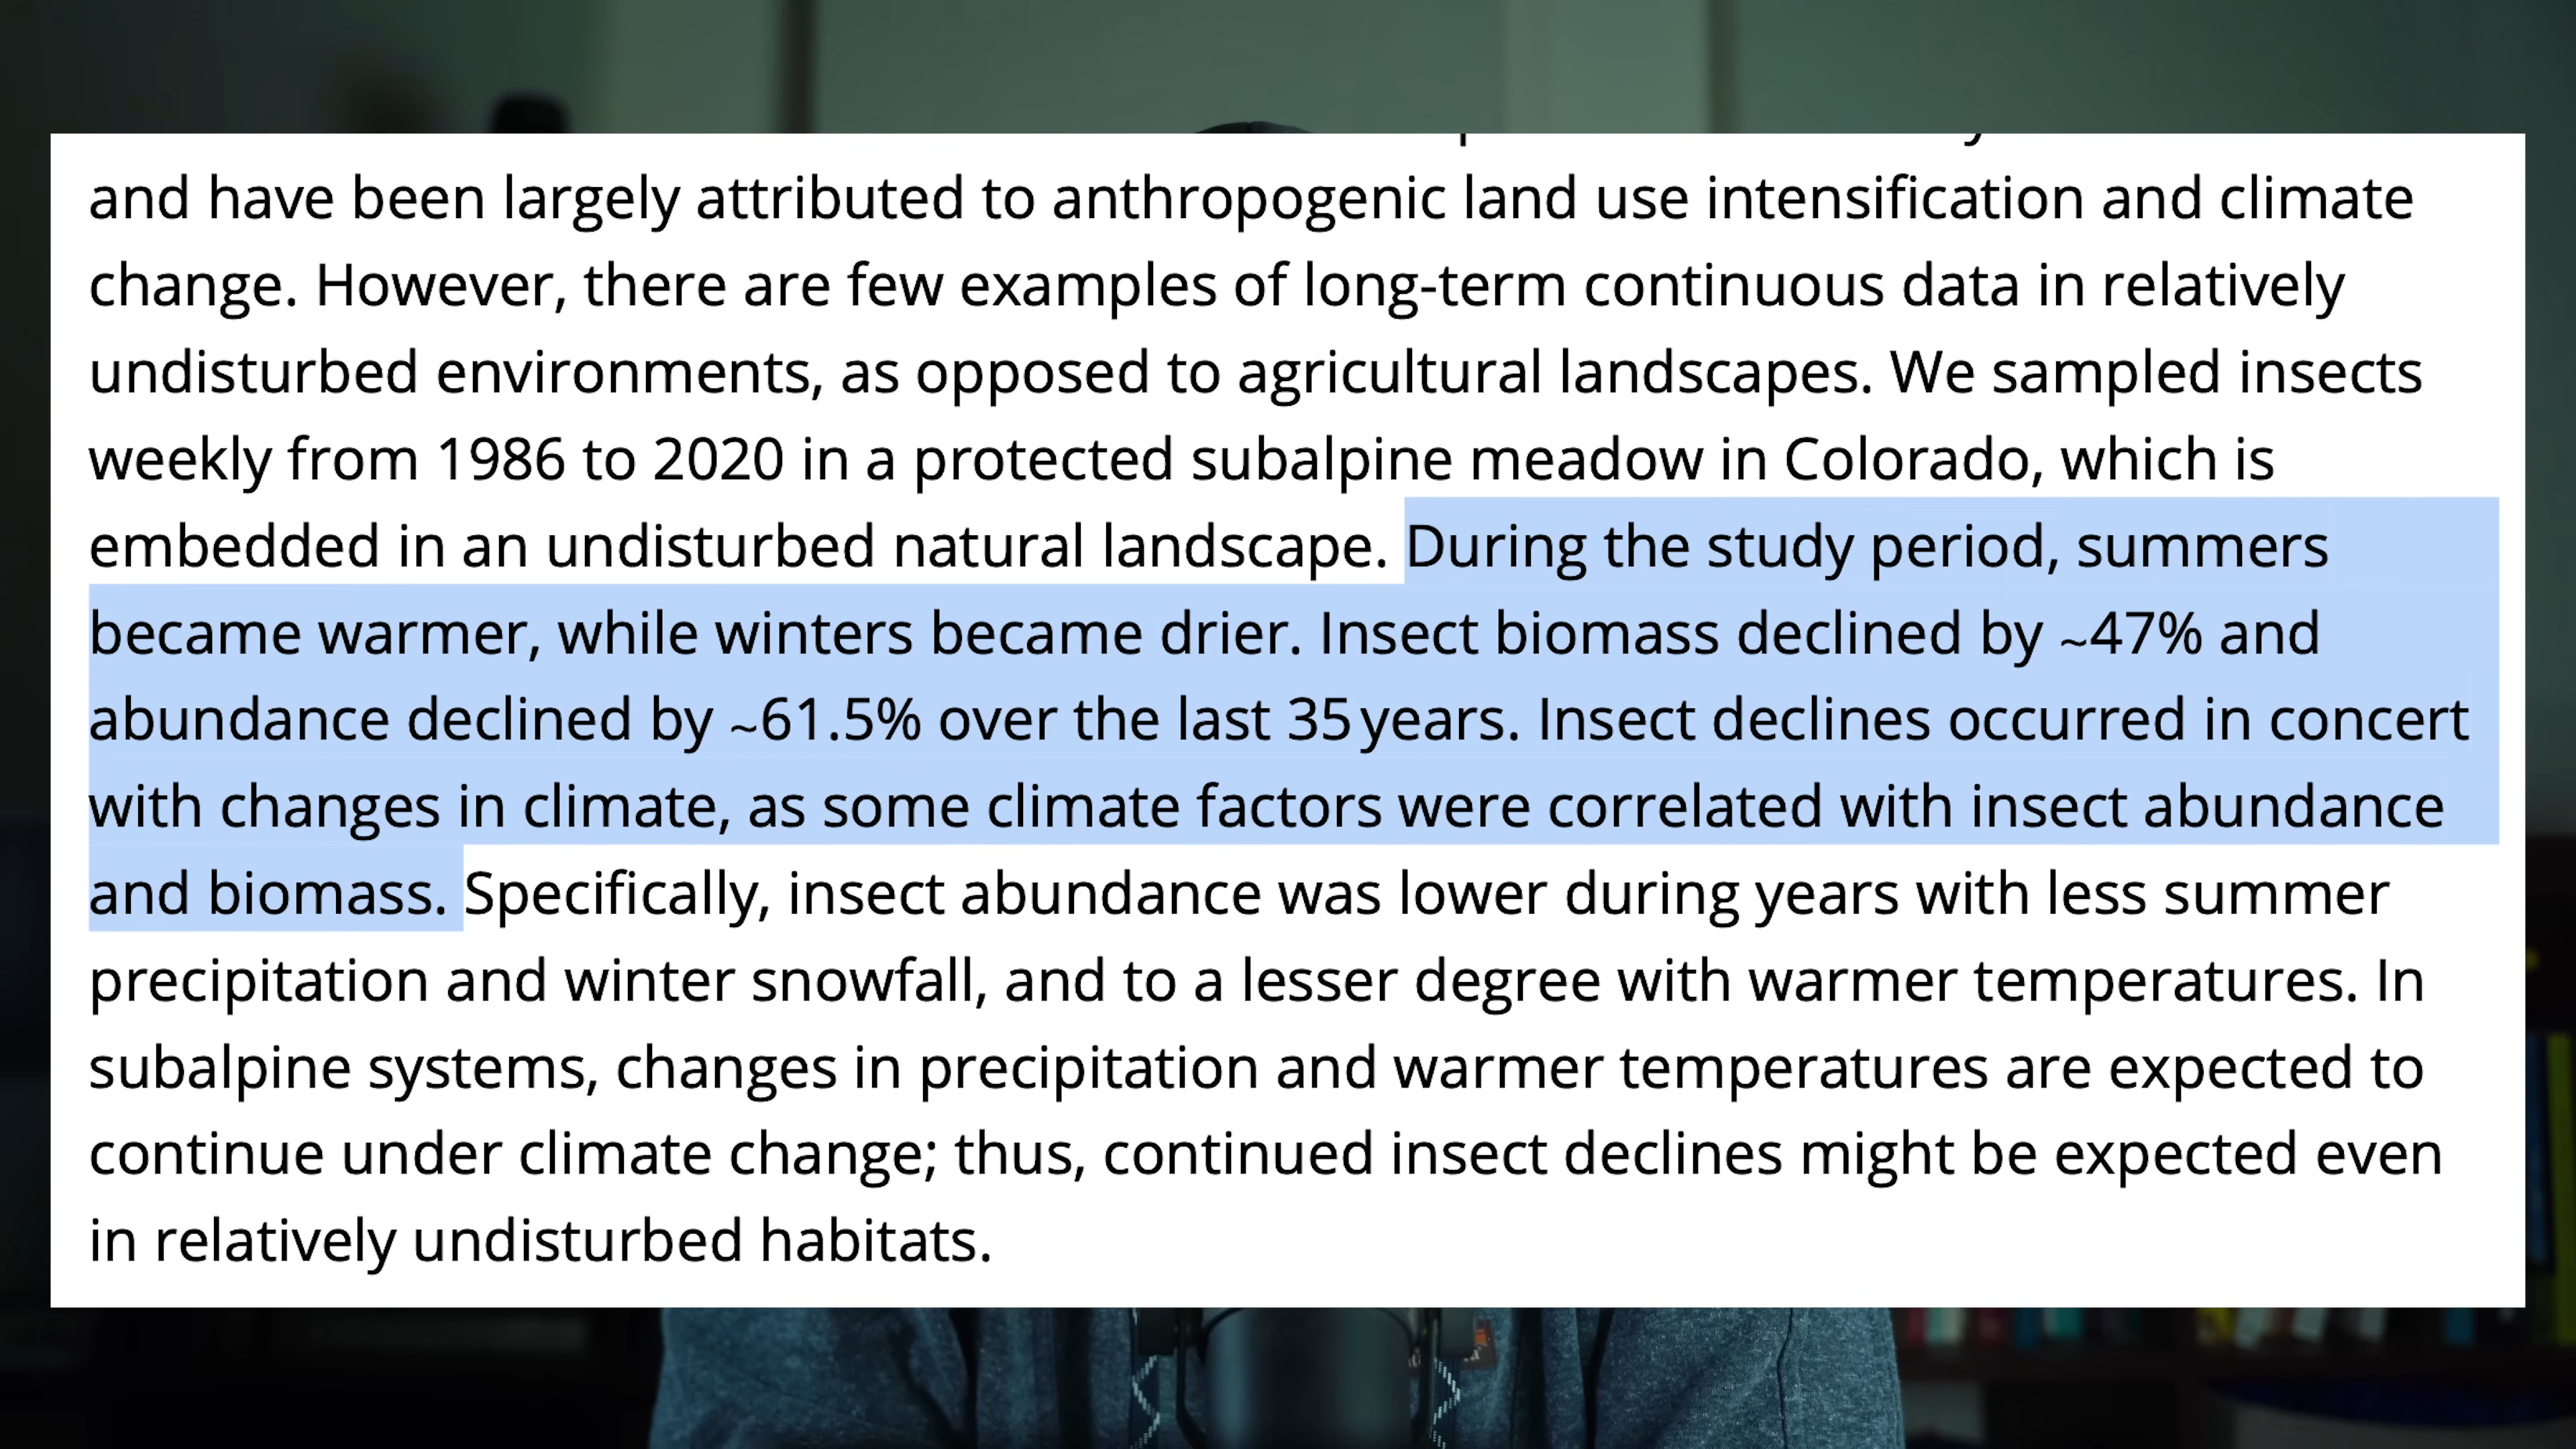 and have been largely attributed to anthropogenic land use intensification and climate
change. However, there are few examples of long-term continuous data in relatively
undisturbed environments, as opposed to agricultural landscapes. We sampled insects
weekly from 1986 to 2020 in a protected subalpine meadow in Colorado, which is
embedded in an undisturbed natural landscape. During the study period, summers
became warmer, while winters became drier. Insect biomass declined by ~47% and
abundance declined by ~61.5% over the last 35 years. Insect declines occurred in concert
with changes in climate, as some climate factors were correlated with insect abundance
and biomass. Specifically, insect abundance was lower during years with less summer
precipitation and winter snowfall, and to a lesser degree with warmer temperatures. In
subalpine systems, changes in precipitation and warmer temperatures are expected to
continue under climate change; thus, continued insect declines might be expected even
in relatively undisturbed habitats.